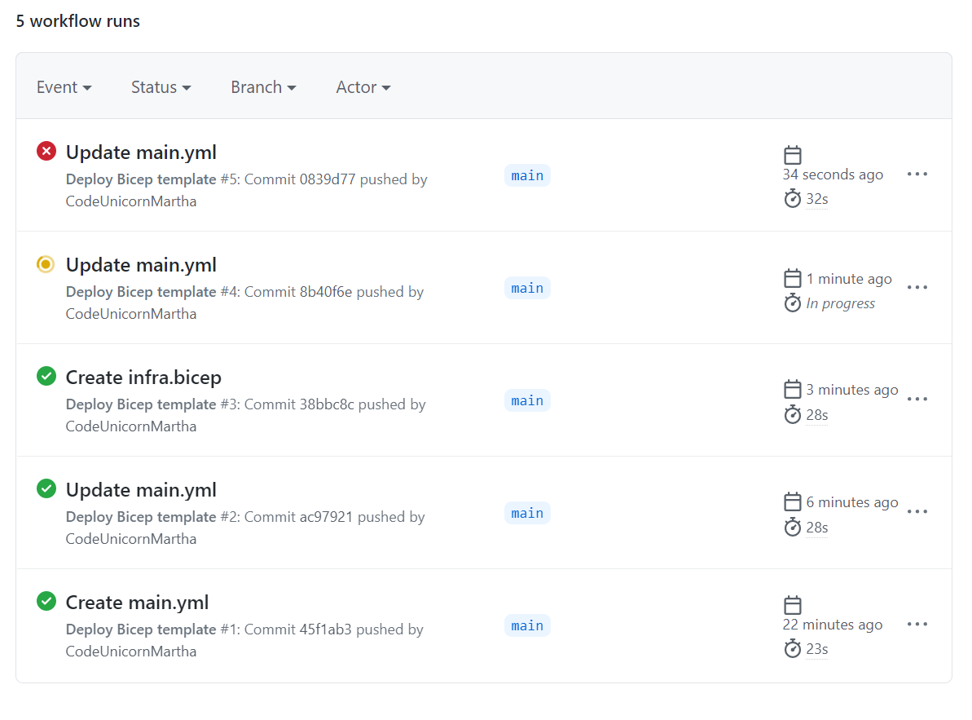 5 workflow runs
Event Status Branch Actor
Update main.yml
Deploy Bicep template #5: Commit 0839d77 pushed by
CodeUnicornMartha
main
34 seconds ago
32s
Update main.yml
Deploy Bicep template #4: Commit 8b40f6e pushed by
CodeUnicornMartha
main
1 minute ago
In progress
Create infra.bicep
Deploy Bicep template #3: Commit 38bbc8c pushed by
CodeUnicornMartha
main
3 minutes ago
28s
Update main.yml
Deploy Bicep template #2: Commit ac97921 pushed by
CodeUnicornMartha
main
6 minutes ago
28s
Create main.yml
Deploy Bicep template #1: Commit 45f1ab3 pushed by
CodeUnicornMartha
main
22 minutes ago
23s